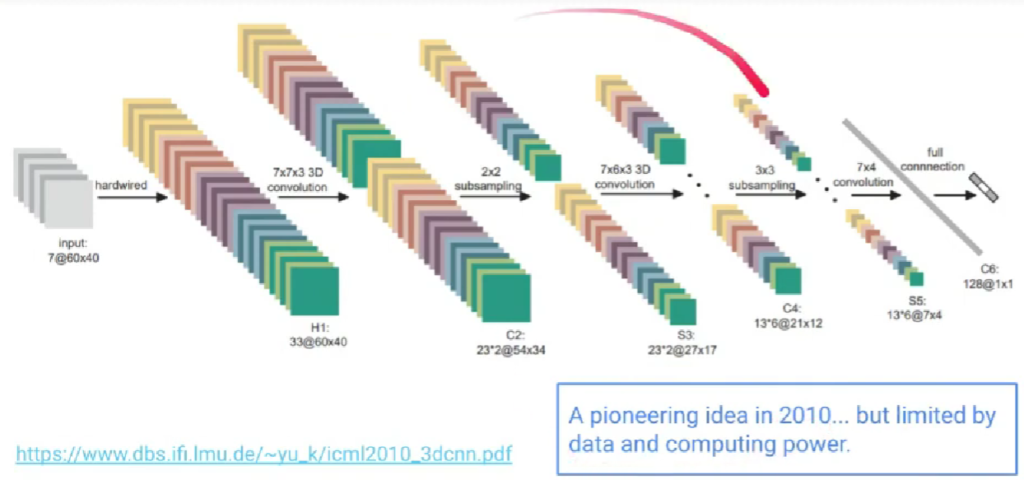 hardwired
7x7x3 3D
convolution
2x2
subsampling
7x6x3 3D
convolution
3x3
subsampling
7x4
convolution
full
connnection
input:
7@60x40
H1:
33@60x40
C2:
23*2@54x34
S3:
23*2@27x17
C4:
13*6@21x12
S5:
13*6@7x4
C6:
128@1x1
A pioneering idea in 2010... but limited by
data and computing power.
https://www.dbs.ifi.lmu.de/~yu_k/icml2010_3dcnn.pdf